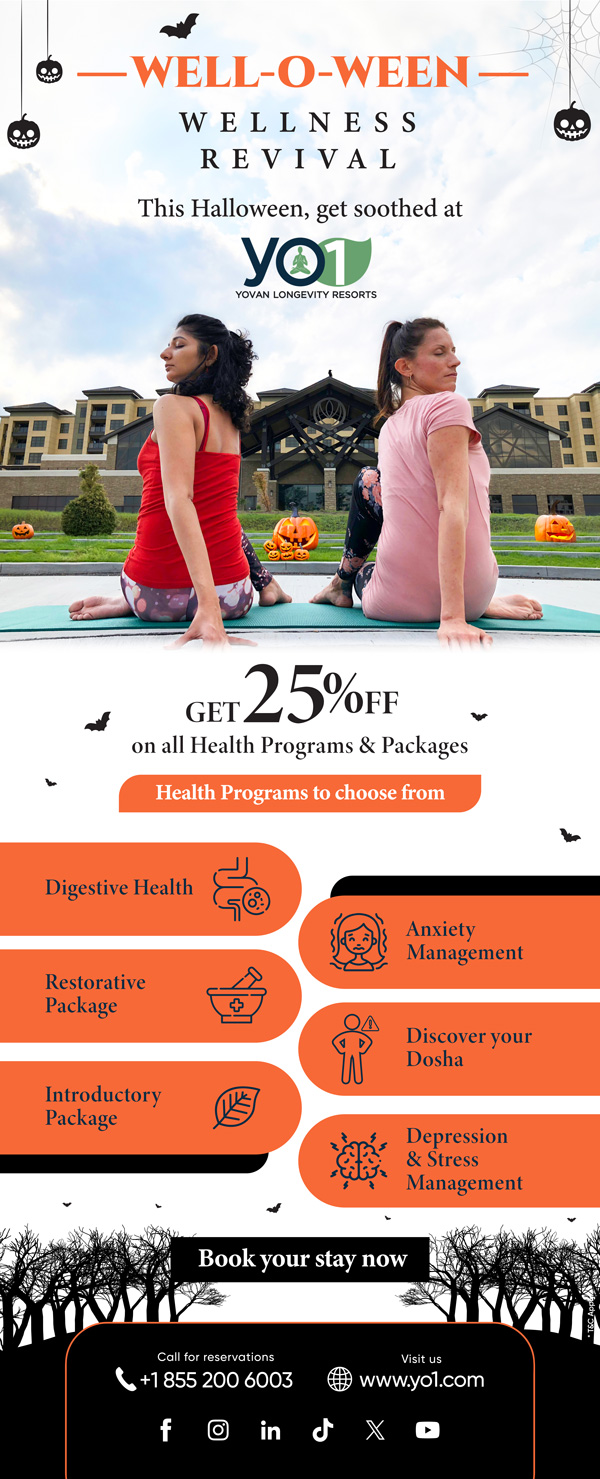 WELL-O-WEEN
WELLNESS
REVIVAL
This Halloween, get soothed at
yo1
YOVAN LONGEVITY RESORTS
GET 25% OFF
on all Health Programs & Packages
Health Programs to choose from
Digestive Health
Anxiety
Management
Restorative
Package
Discover your
Dosha
Introductory
Package
Depression
& Stress
Management
Book your stay now
Call for reservations
+1 855 200 6003
Visit us
www.yo1.com